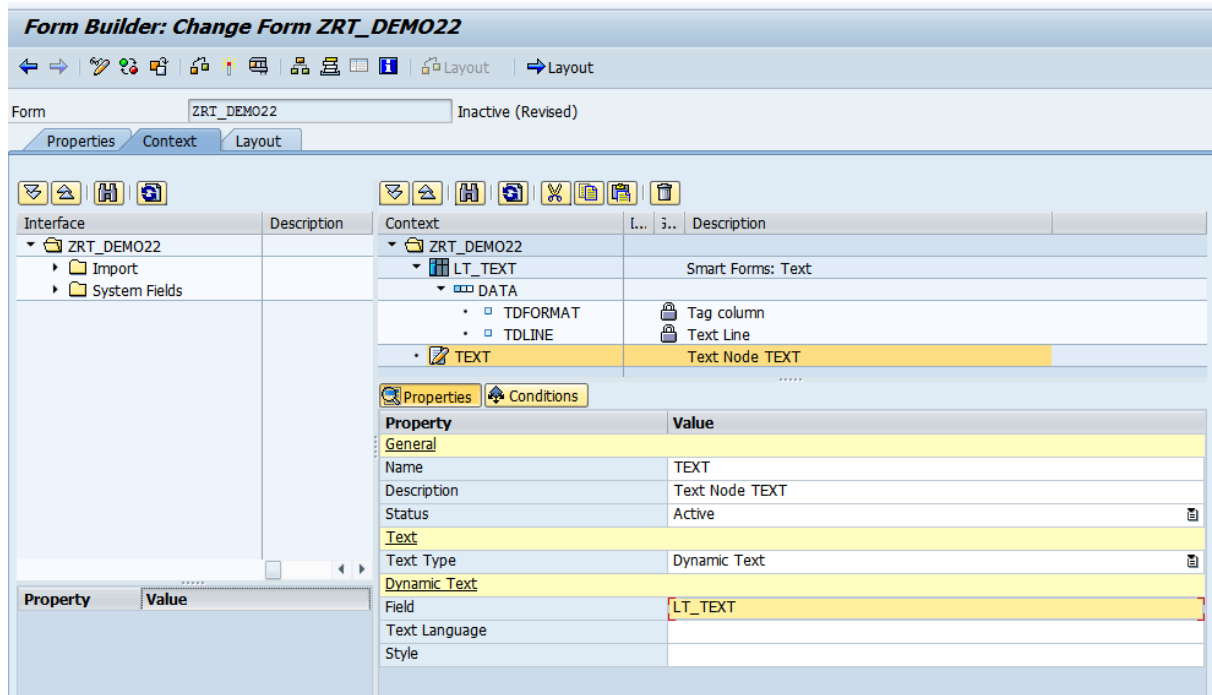 Form Builder: Change Form ZRT_DEMO22
Layout Layout
Form ZRT_DEMO22 Inactive (Revised)
Properties Context Layout
Interface Description
ZRT_DEMO22
Import
System Fields
Property Value
Context I... S.. Description
ZRT_DEMO22
LT_TEXT Smart Forms: Text
DATA
TDFORMAT Tag column
TDLINE Text Line
TEXT Text Node TEXT
Properties Conditions
Property Value
General
Name TEXT
Description Text Node TEXT
Status Active
Text
Text Type Dynamic Text
Dynamic Text
Field LT_TEXT
Text Language
Style